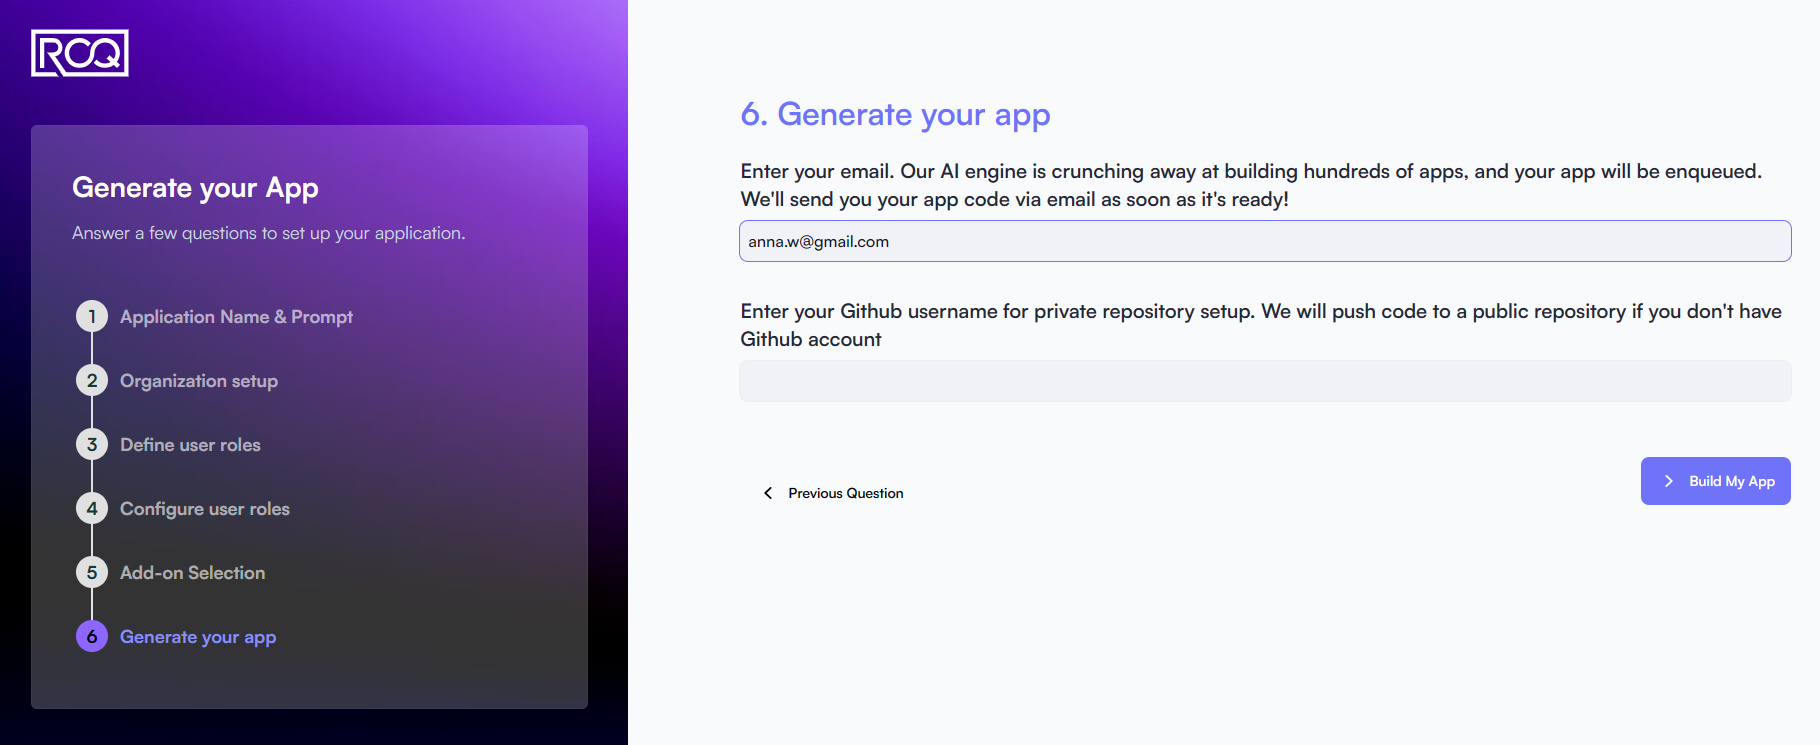 ROQ
Generate your App
Answer a few questions to set up your application.
1 Application Name & Prompt
2 Organization setup
3 Define user roles
4 Configure user roles
5 Add-on Selection
6 Generate your app
6. Generate your app
Enter your email. Our AI engine is crunching away at building hundreds of apps, and your app will be enqueued.
We'll send you your app code via email as soon as it's ready!
anna.w@gmail.com
Enter your Github username for private repository setup. We will push code to a public repository if you don't have
Github account
Previous Question
Build My App